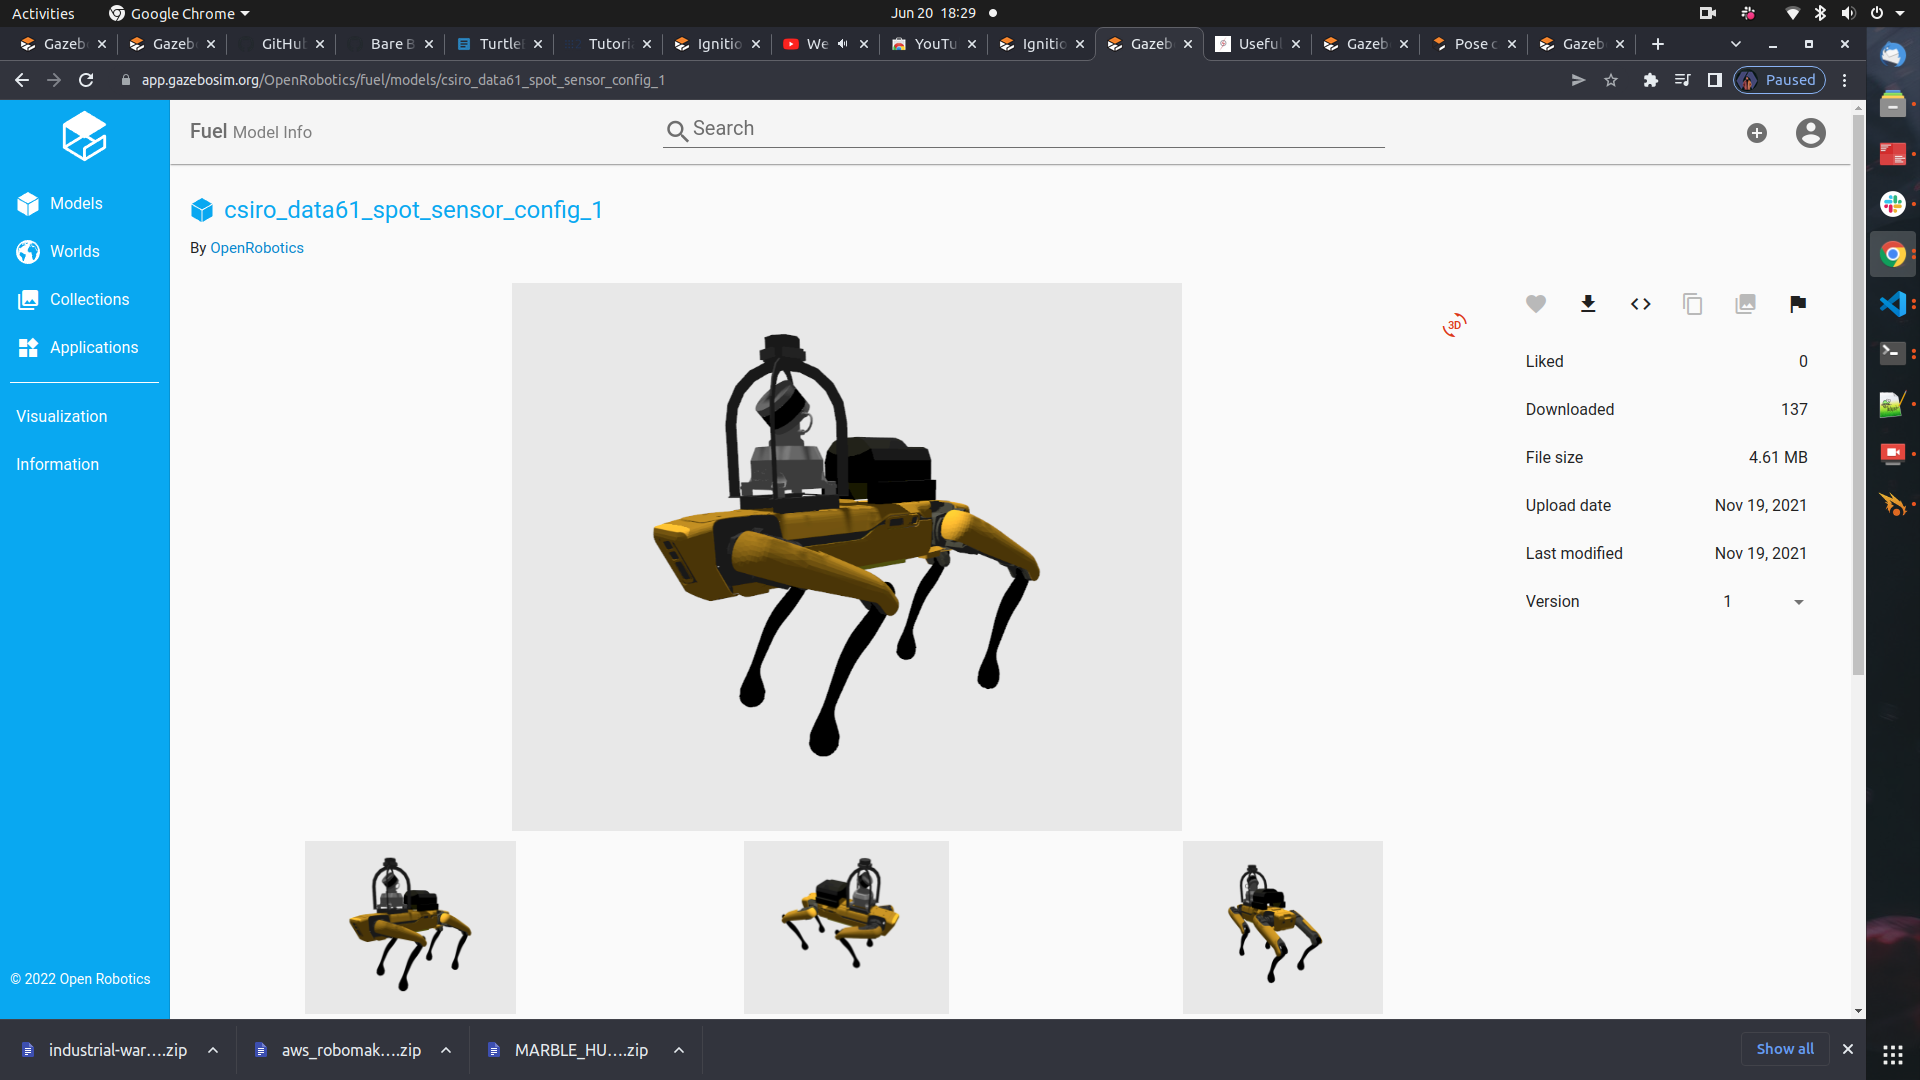 Activities Google Chrome Jun 20 18:29
Gazeb Gazeb GitHu Bare B Turtle Tutori Ignitio We YouTu Ignitio Gazeb Useful Gazeb Pose c Gazeb
app.gazebosim.org/OpenRobotics/fuel/models/csiro_data61_spot_sensor_config_1 Paused
Fuel Model Info
Search
Models
Worlds
Collections
Applications
Visualization
Information
© 2022 Open Robotics
csiro_data61_spot_sensor_config_1
By OpenRobotics
3D
Liked 0
Downloaded 137
File size 4.61 MB
Upload date Nov 19, 2021
Last modified Nov 19, 2021
Version 1
industrial-war....zip aws_robomak....zip MARBLE_HU....zip Show all